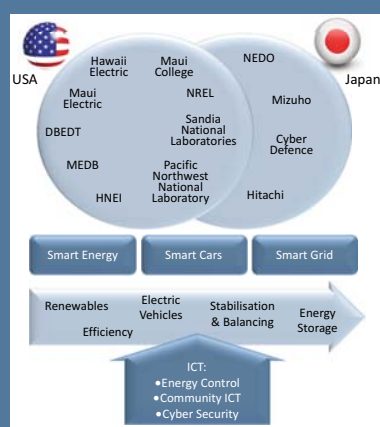 USA
Japan
Hawaii
Electric
Maui
College
NEDO
Maui
Electric
NREL
Mizuho
DBEDT
Sandia
National
Laboratories
Cyber
Defence
MEDB
Pacific
Northwest
National
Laboratory
HNEI
Hitachi
Smart Energy
Smart Cars
Smart Grid
Renewables
Efficiency
Electric
Vehicles
Stabilisation
& Balancing
Energy
Storage
ICT:
•Energy Control
•Community ICT
•Cyber Security